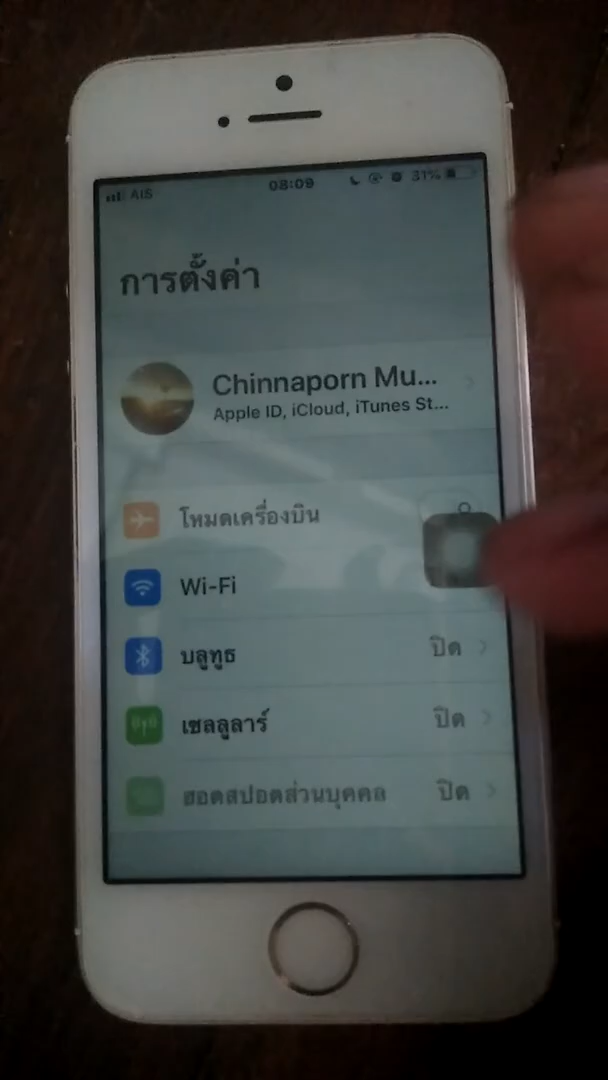 AIS 08:09 31%
การตั้งค่า
Chinnaporn Mu...
Apple ID, iCloud, iTunes St...
โหมดเครื่องบิน
Wi-Fi
บลูทูธ ปิด
เซลลูลาร์ ปิด
ฮอตสปอตส่วนบุคคล ปิด